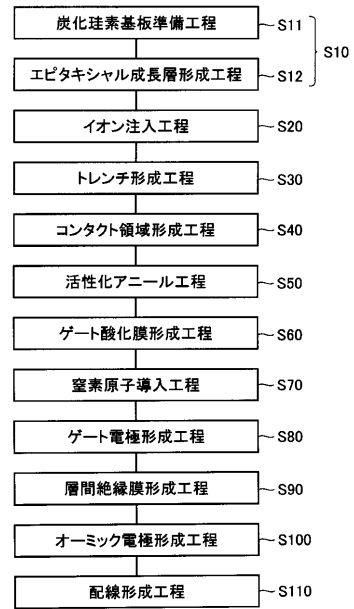 炭化珪素基板準備工程 S11
S10
エピタキシャル成長層形成工程 S12
イオン注入工程 S20
トレンチ形成工程 S30
コンタクト領域形成工程 S40
活性化アニール工程 S50
ゲート酸化膜形成工程 S60
窒素原子導入工程 S70
ゲート電極形成工程 S80
層間絶縁膜形成工程 S90
オーミック電極形成工程 S100
配線形成工程 S110